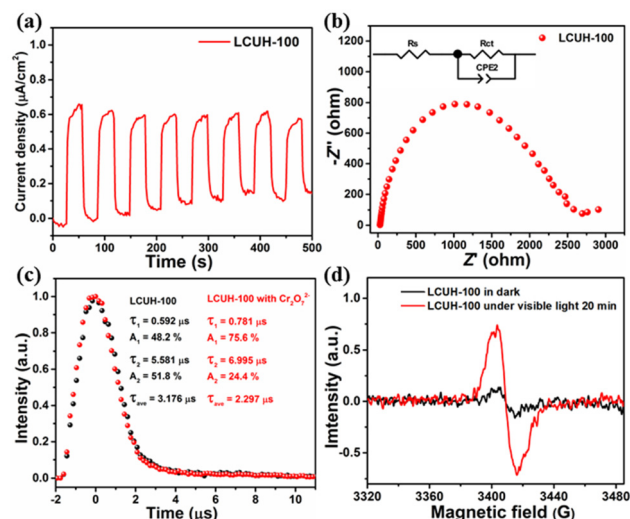 (a)
LCUH-100
Current density (μA/cm²)
1.2
1.0
0.8
0.6
0.4
0.2
0.0
0 100 200 300 400 500
Time (s)
(b)
Rs
Rct
CPE2
LCUH-100
-Z'' (ohm)
1200
1000
800
600
400
200
0
0 500 1000 1500 2000 2500 3000
Z' (ohm)
(c)
LCUH-100
τ1 = 0.592 μs
A1 = 48.2 %
τ2 = 5.581 μs
A2 = 51.8 %
τave = 3.176 μs
LCUH-100 with Cr2O7 2-
τ1 = 0.781 μs
A1 = 75.6 %
τ2 = 6.995 μs
A2 = 24.4 %
τave = 2.297 μs
Intensity (a.u.)
1.0
0.8
0.6
0.4
0.2
0.0
-2 0 2 4 6 8 10
Time (μs)
(d)
LCUH-100 in dark
LCUH-100 under visible light 20 min
Imtensity (a.u.)
0.5
0.0
-0.5
3320 3360 3400 3440 3480
Magnetic field (G)